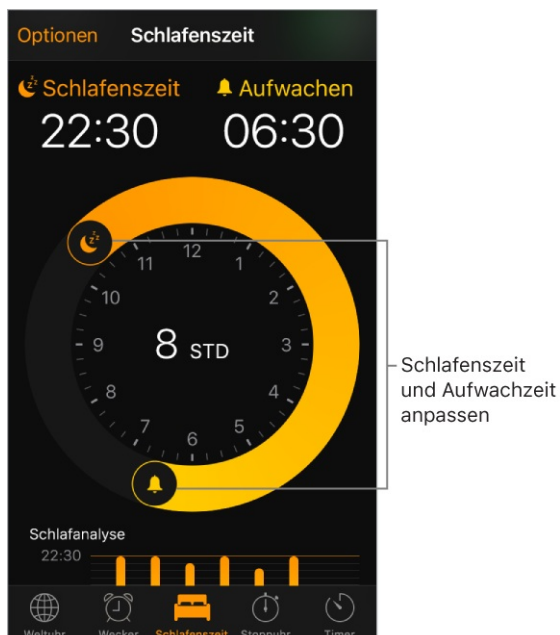 Optionen Schlafenszeit
Schlafenszeit Aufwachen
22:30 06:30
12
11 1
10 2
9 8 STD 3
8 4
7 5
6
Schlafenszeit
und Aufwachzeit
anpassen
Schlafanalyse
22:30
Weltuhr Wecker Schlafenszeit Stoppuhr Timer